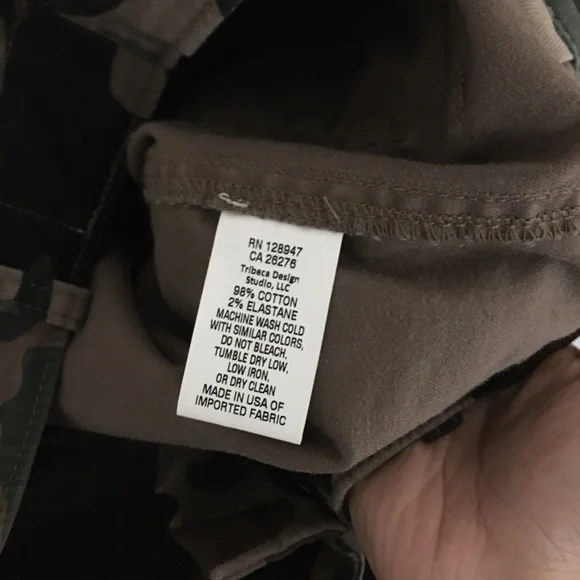 RN 128947
CA 26276
Tribeca Design
Studio, LLC
98% COTTON
2% ELASTANE
MACHINE WASH COLD
WITH SIMILAR COLORS,
DO NOT BLEACH,
TUMBLE DRY LOW,
LOW IRON,
OR DRY CLEAN
MADE IN USA OF
IMPORTED FABRIC